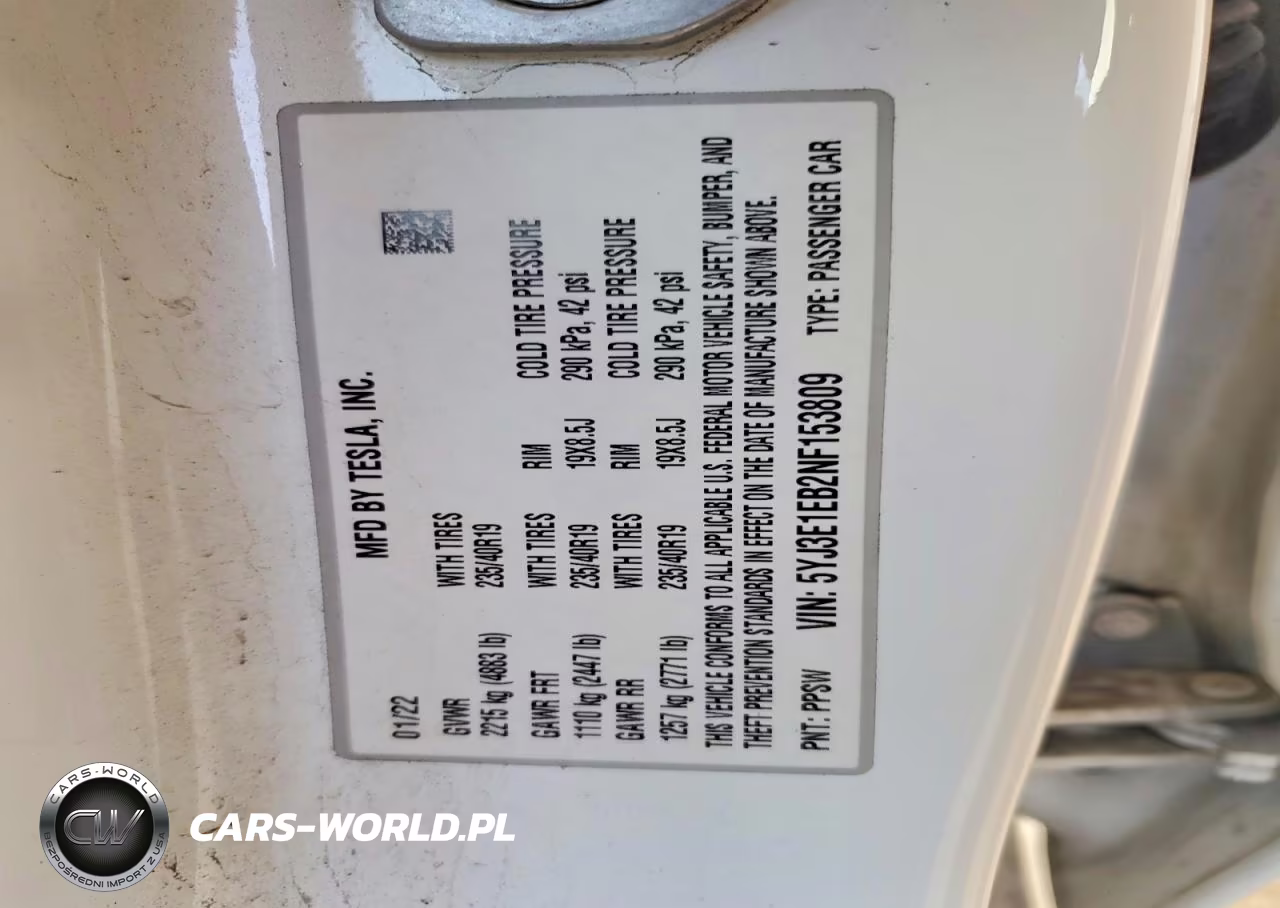 MFD BY TESLA, INC.
01/22
GVWR WITH TIRES
2215 kg (4883 lb) 235/40R19
GAWR FRT WITH TIRES RIM COLD TIRE PRESSURE
1110 kg (2447 lb) 235/40R19 19X8.5J 290 kPa, 42 psi
GAWR RR WITH TIRES RIM COLD TIRE PRESSURE
1257 kg (2771 lb) 235/40R19 19X8.5J 290 kPa, 42 psi
THIS VEHICLE CONFORMS TO ALL APPLICABLE U.S. FEDERAL MOTOR VEHICLE SAFETY, BUMPER, AND
THEFT PREVENTION STANDARDS IN EFFECT ON THE DATE OF MANUFACTURE SHOWN ABOVE.
PNT: PPSW VIN: 5YJ3E1EB2NF153809 TYPE: PASSENGER CAR
CARS-WORLD
CW
BEZPOŚREDNI IMPORT Z USA
CARS-WORLD.PL